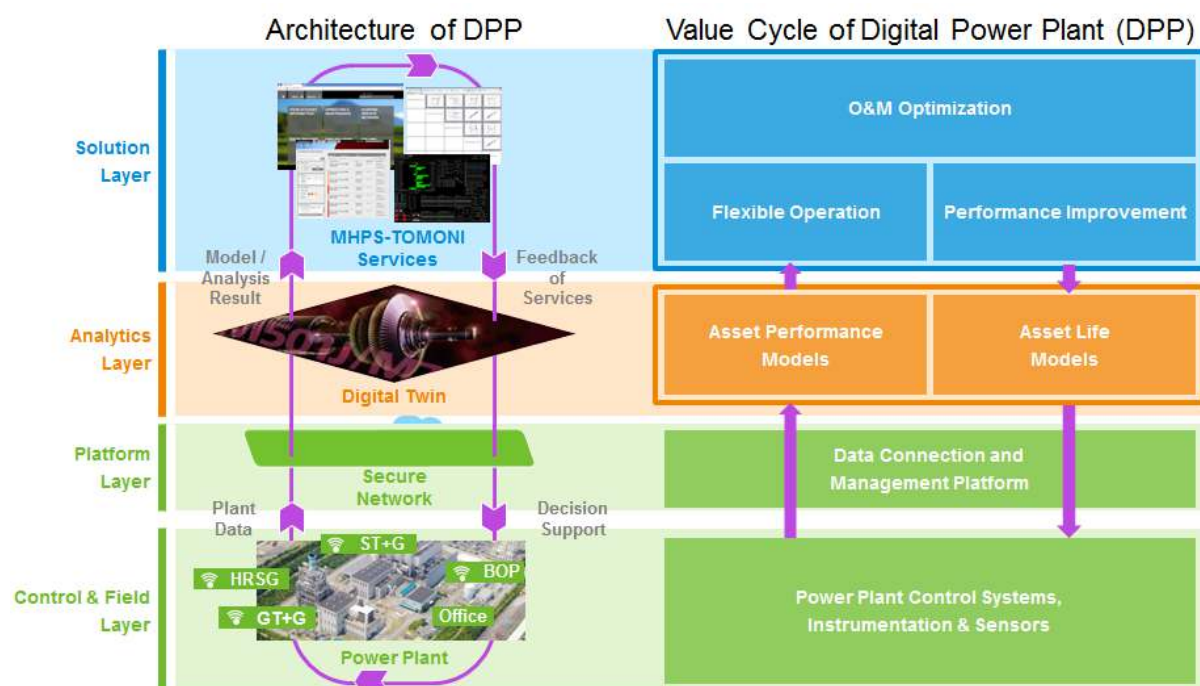 Architecture of DPP
Value Cycle of Digital Power Plant (DPP)
Solution
Layer
MHPS-TOMONI
Services
Model /
Analysis
Result
Feedback
of
Services
O&M Optimization
Flexible Operation
Performance Improvement
Analytics
Layer
Digital Twin
Asset Performance
Models
Asset Life
Models
Platform
Layer
Secure
Network
Data Connection and
Management Platform
Plant
Data
Decision
Support
Control & Field
Layer
ST+G
HRSG
BOP
GT+G
Office
Power Plant
Power Plant Control Systems,
Instrumentation & Sensors